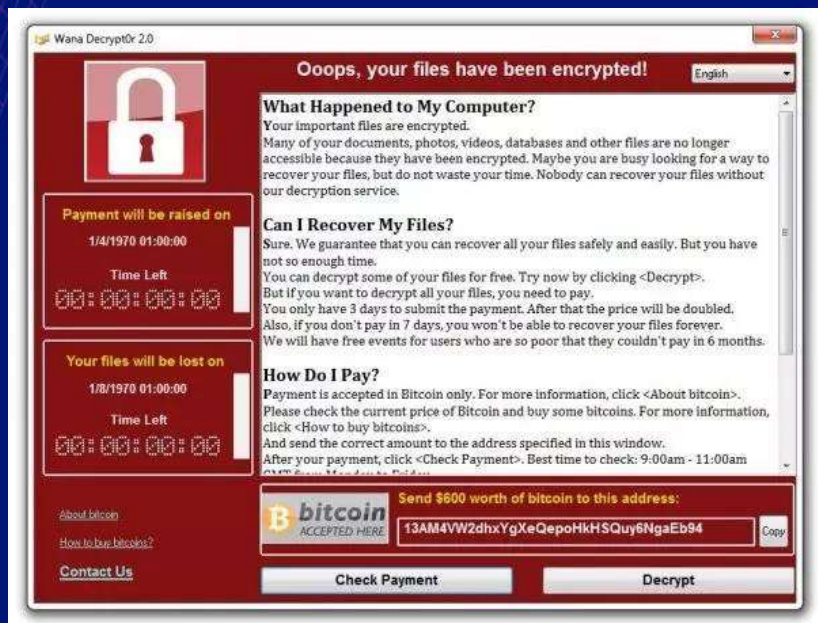 Wana Decrypt0r 2.0
Ooops, your files have been encrypted!
English
What Happened to My Computer?
Your important files are encrypted.
Many of your documents, photos, videos, databases and other files are no longer
accessible because they have been encrypted. Maybe you are busy looking for a way to
recover your files, but do not waste your time. Nobody can recover your files without
our decryption service.
Can I Recover My Files?
Sure. We guarantee that you can recover all your files safely and easily. But you have
not so enough time.
You can decrypt some of your files for free. Try now by clicking <Decrypt>.
But if you want to decrypt all your files, you need to pay.
You only have 3 days to submit the payment. After that the price will be doubled.
Also, if you don't pay in 7 days, you won't be able to recover your files forever.
We will have free events for users who are so poor that they couldn't pay in 6 months.
How Do I Pay?
Payment is accepted in Bitcoin only. For more information, click <About bitcoin>.
Please check the current price of Bitcoin and buy some bitcoins. For more information,
click <How to buy bitcoins>.
And send the correct amount to the address specified in this window.
After your payment, click <Check Payment>. Best time to check: 9:00am - 11:00am
GMT from Monday to Friday
Payment will be raised on
1/4/1970 01:00:00
Time Left
00:00:00:00
Your files will be lost on
1/8/1970 01:00:00
Time Left
00:00:00:00
About bitcoin
How to buy bitcoins?
Contact Us
bitcoin
ACCEPTED HERE
Send $600 worth of bitcoin to this address:
13AM4VW2dhxYgXeQepoHkHSQuy6NgaEb94
Copy
Check Payment
Decrypt